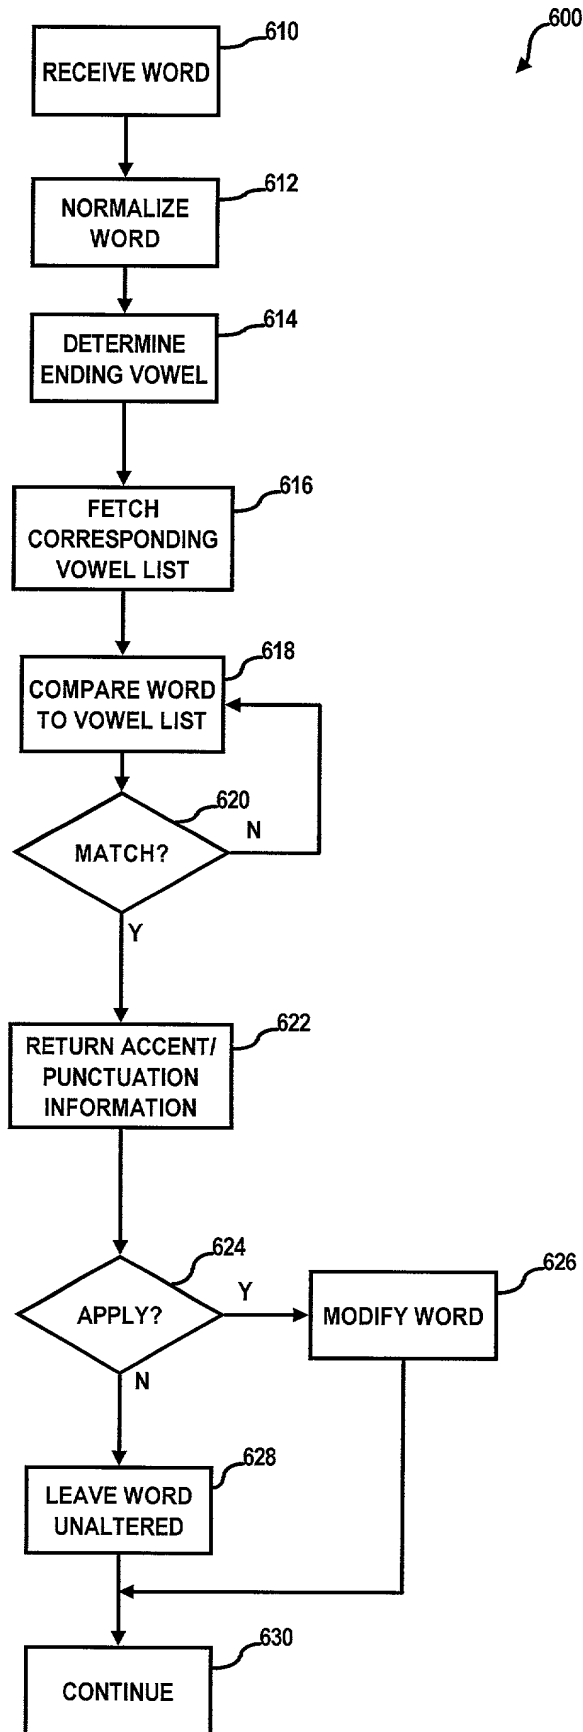 600
610
RECEIVE WORD
612
NORMALIZE
WORD
614
DETERMINE
ENDING VOWEL
616
FETCH
CORRESPONDING
VOWEL LIST
618
COMPARE WORD
TO VOWEL LIST
620
MATCH?
N
Y
622
RETURN ACCENT/
PUNCTUATION
INFORMATION
624
APPLY?
Y
N
626
MODIFY WORD
628
LEAVE WORD
UNALTERED
630
CONTINUE